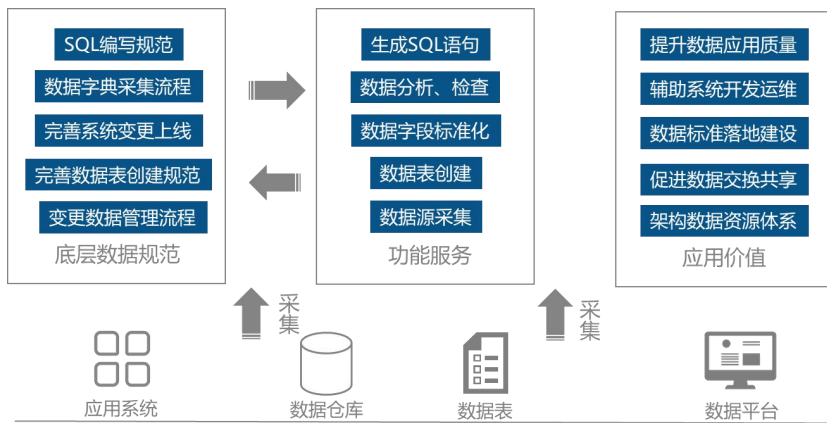 SQL编写规范
数据字典采集流程
完善系统变更上线
完善数据表创建规范
变更数据管理流程
底层数据规范
生成SQL语句
数据分析、检查
数据字段标准化
数据表创建
数据源采集
功能服务
提升数据应用质量
辅助系统开发运维
数据标准落地建设
促进数据交换共享
架构数据资源体系
应用价值
采集
采集
应用系统
数据仓库
数据表
数据平台